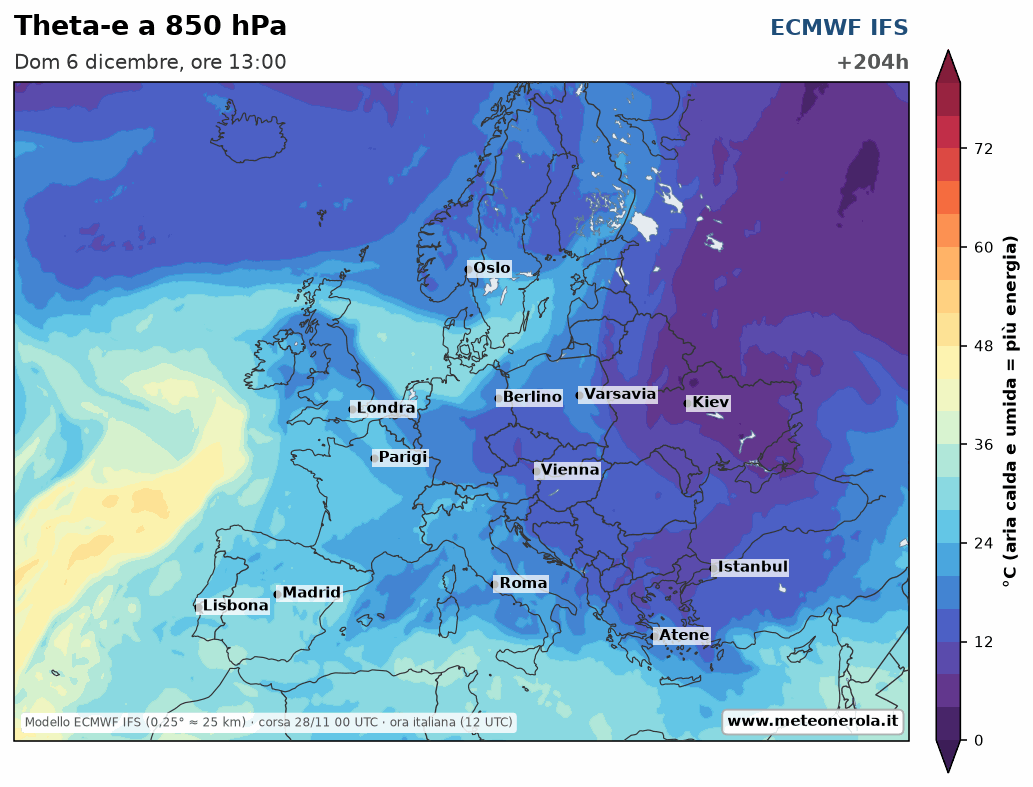 Theta-e a 850 hPa
ECMWF IFS
Dom 6 dicembre, ore 13:00
+204h
72
60
48
36
24
12
0
°C (aria calda e umida = più energia)
Oslo
Berlino
Varsavia
Kiev
Londra
Parigi
Vienna
Istanbul
Roma
Madrid
Lisbona
Atene
Modello ECMWF IFS (0,25° ≈ 25 km) · corsa 28/11 00 UTC · ora italiana (12 UTC)
www.meteonerola.it